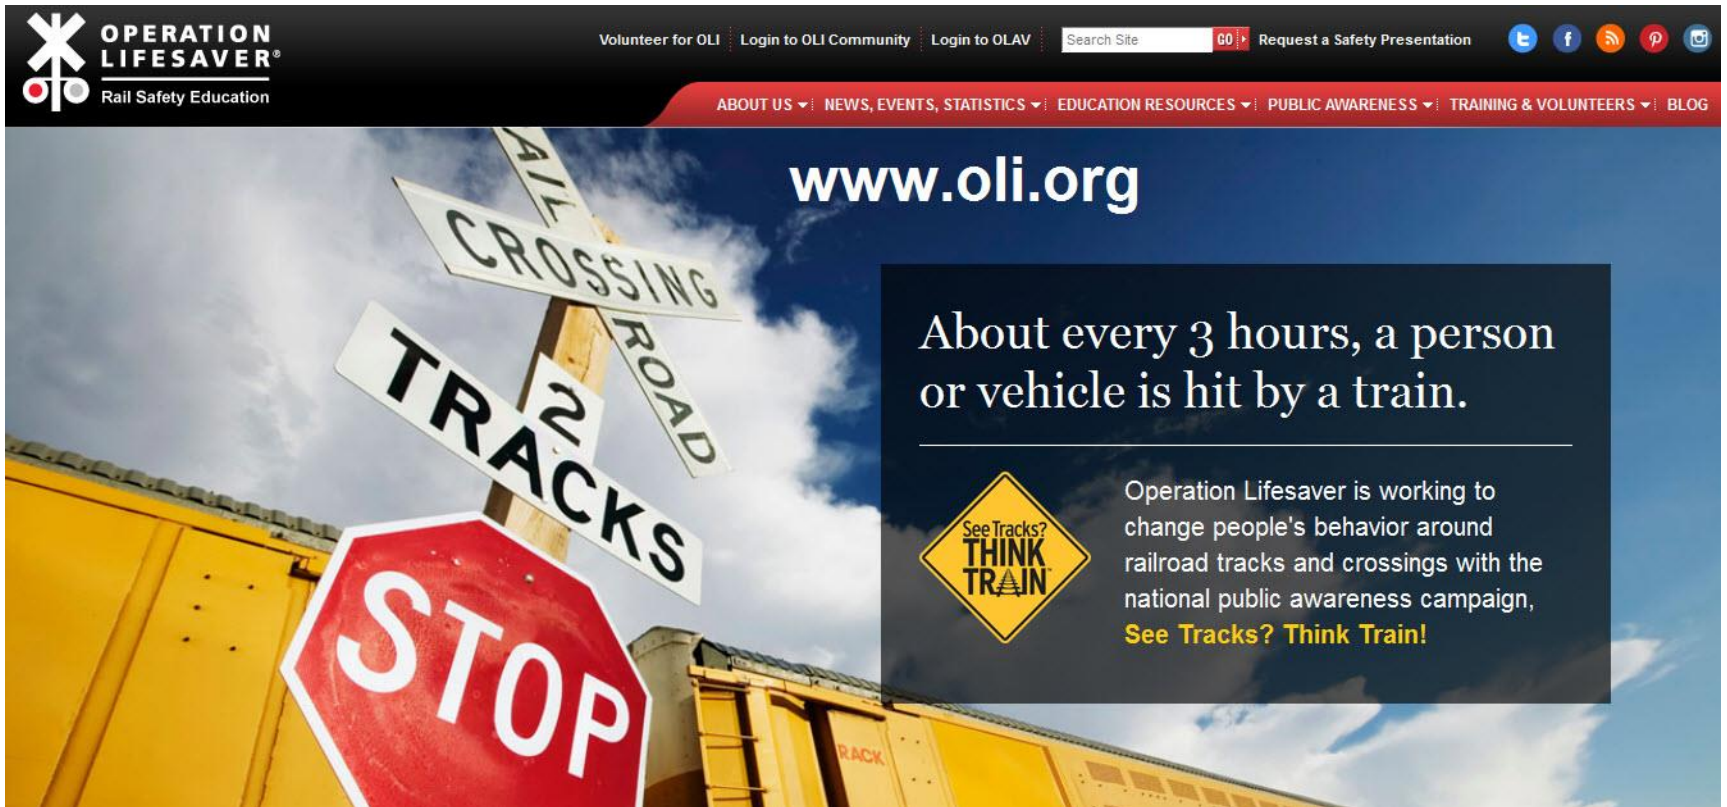 OPERATION
LIFESAVER®
Rail Safety Education
Volunteer for OLI
Login to OLI Community
Login to OLAV
Search Site
GO
Request a Safety Presentation
ABOUT US
NEWS, EVENTS, STATISTICS
EDUCATION RESOURCES
PUBLIC AWARENESS
TRAINING & VOLUNTEERS
BLOG
www.oli.org
AIL
CROSSING
ROAD
2
TRACKS
STOP
RACK
About every 3 hours, a person
or vehicle is hit by a train.
See Tracks?
THINK
TRAIN™
Operation Lifesaver is working to
change people's behavior around
railroad tracks and crossings with the
national public awareness campaign,
See Tracks? Think Train!